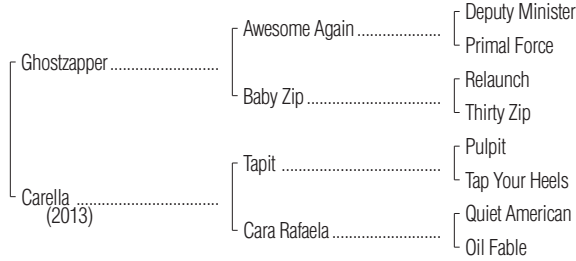 Deputy Minister
Awesome Again
Primal Force
Ghostzapper
Relaunch
Baby Zip
Thirty Zip
Pulpit
Tapit
Tap Your Heels
Carella
(2013)
Quiet American
Cara Rafaela
Oil Fable